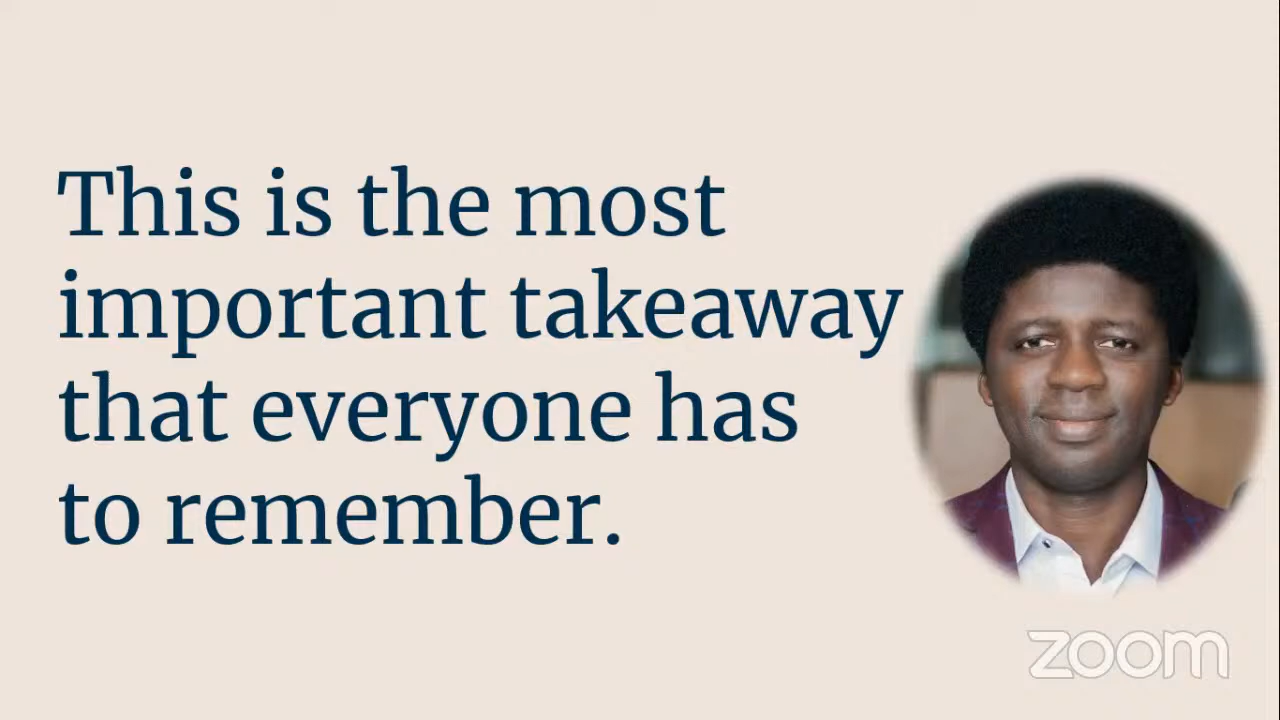 This is the most
important takeaway
that everyone has
to remember.
zoom